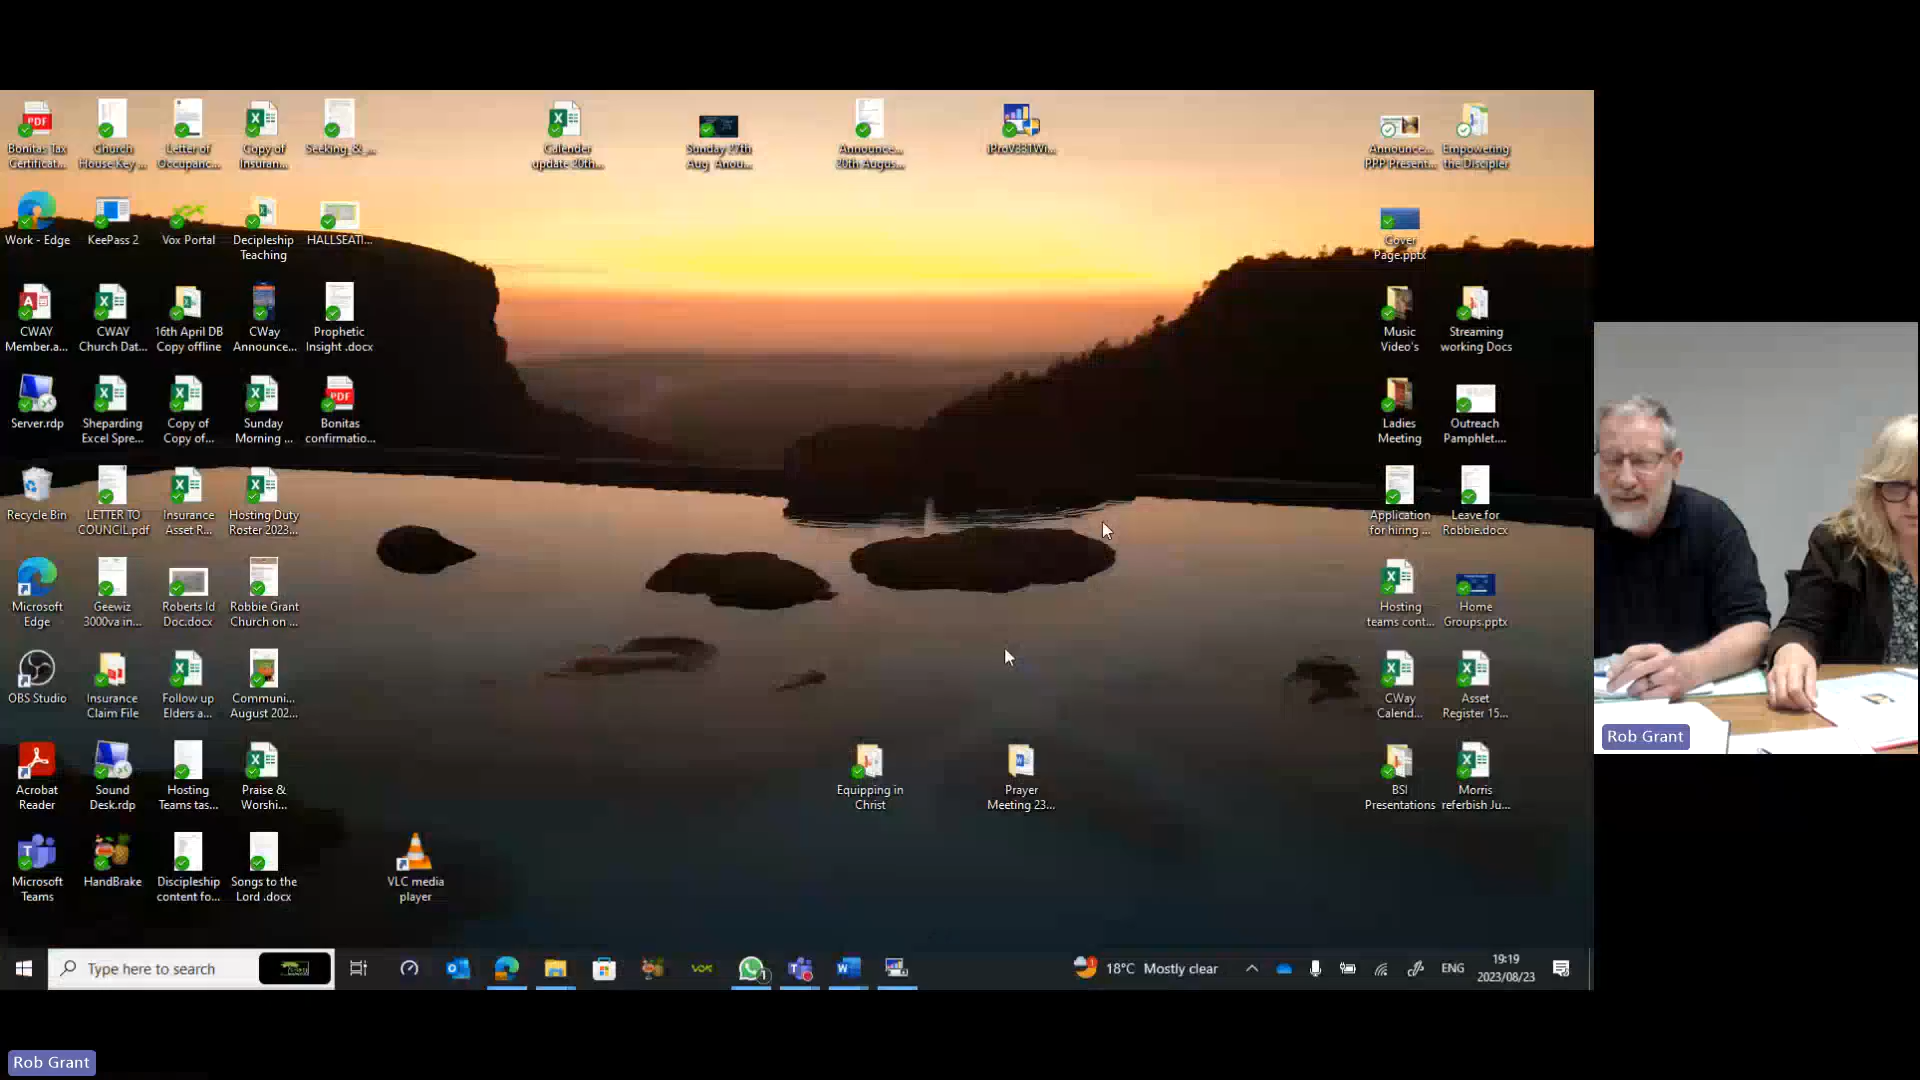 Bonitas Tax
Certificat...
Church
House Key ...
Letter of
Occupanc...
Copy of
Insuran...
Seeking & ...
Calender
update 20th...
Sunday 27th
Aug Anou...
Announce...
20th Augus...
iProV331Wi...
Announce...
PPP Present...
Empowering
the Discipler
Work - Edge
KeePass 2
Vox Portal
Decipleship
Teaching
HALLSEATI...
Cover
Page.pptx
CWAY
Member.a...
CWAY
Church Dat...
16th April DB
Copy offline
CWay
Announce...
Prophetic
Insight .docx
Music
Video's
Streaming
working Docs
Server.rdp
Sheparding
Excel Spre...
Copy of
Copy of...
Sunday
Morning ...
Bonitas
confirmatio...
Ladies
Meeting
Outreach
Pamphlet....
Recycle Bin
LETTER TO
COUNCIL.pdf
Insurance
Asset R...
Hosting Duty
Roster 2023...
Application
for hiring ...
Leave for
Robbie.docx
Microsoft
Edge
Geewiz
3000va in...
Roberts Id
Doc.docx
Robbie Grant
Church on ...
Hosting
teams cont...
Home
Groups.pptx
OBS Studio
Insurance
Claim File
Follow up
Elders a...
Communi...
August 202...
CWay
Calend...
Asset
Register 15...
Acrobat
Reader
Sound
Desk.rdp
Hosting
Teams tas...
Praise &
Worshi...
Equipping in
Christ
Prayer
Meeting 23...
BSI
Presentations
Morris
referbish Ju...
Microsoft
Teams
HandBrake
Discipleship
content fo...
Songs to the
Lord .docx
VLC media
player
Type here to search
18°C Mostly clear
ENG
19:19
2023/08/23
Rob Grant
Rob Grant